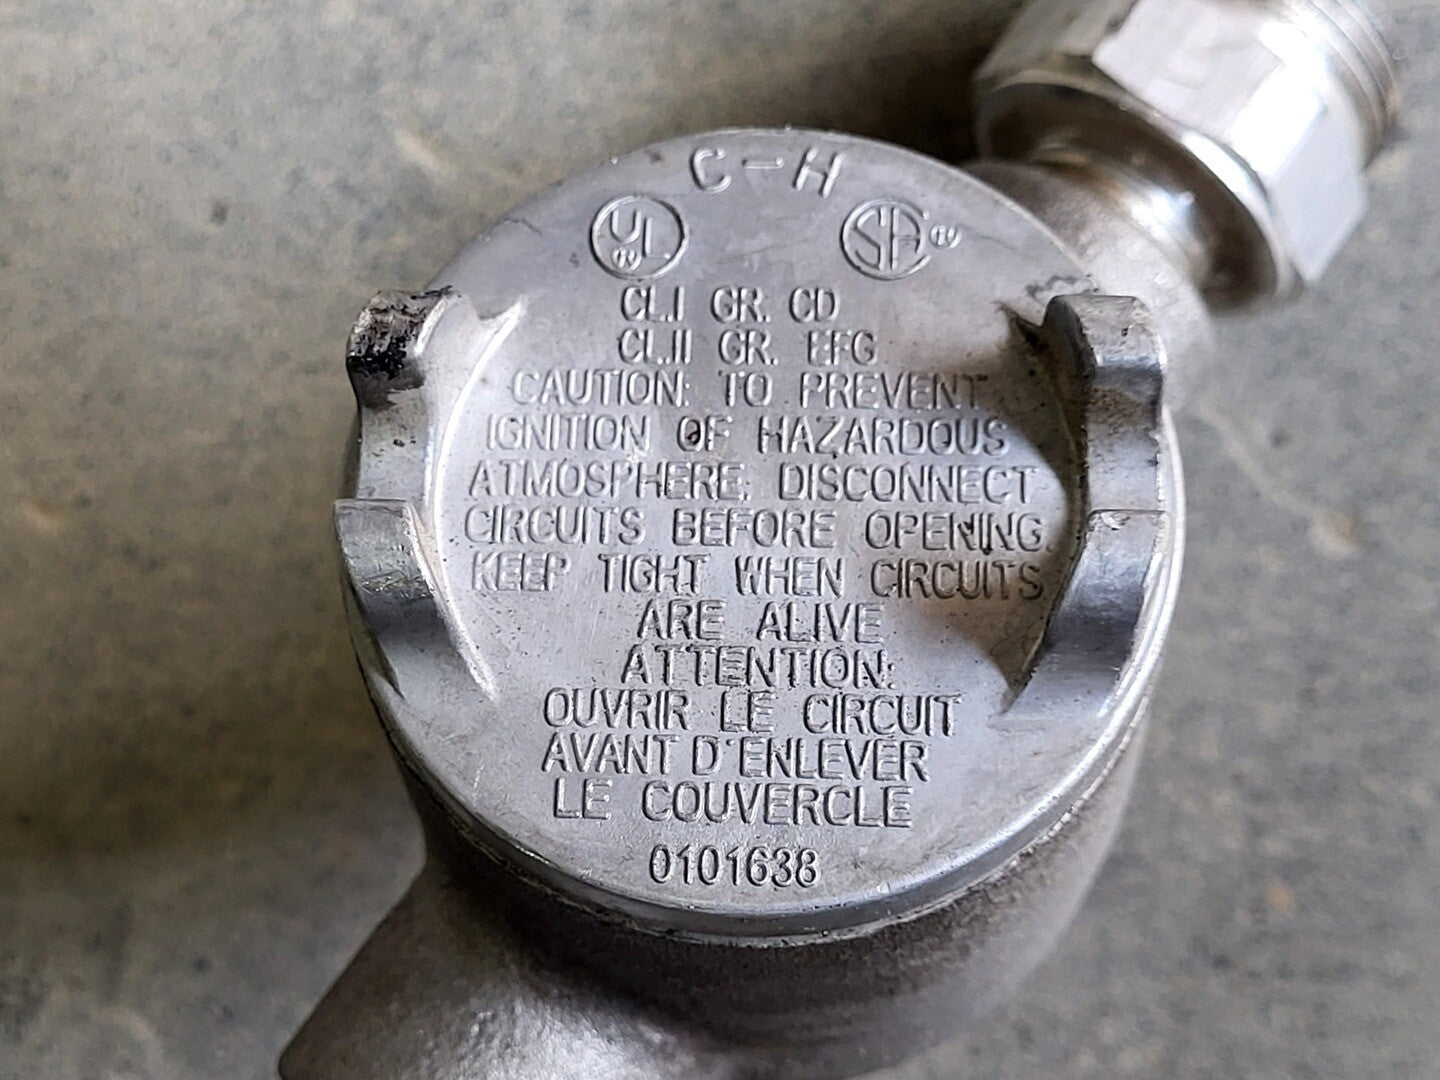 C-H
UL® SA®
CL.I GR. CD
CL.II GR. EFG
CAUTION: TO PREVENT
IGNITION OF HAZARDOUS
ATMOSPHERE. DISCONNECT
CIRCUITS BEFORE OPENING.
KEEP TIGHT WHEN CIRCUITS
ARE ALIVE
ATTENTION:
OUVRIR LE CIRCUIT
AVANT D'ENLEVER
LE COUVERCLE
0101638